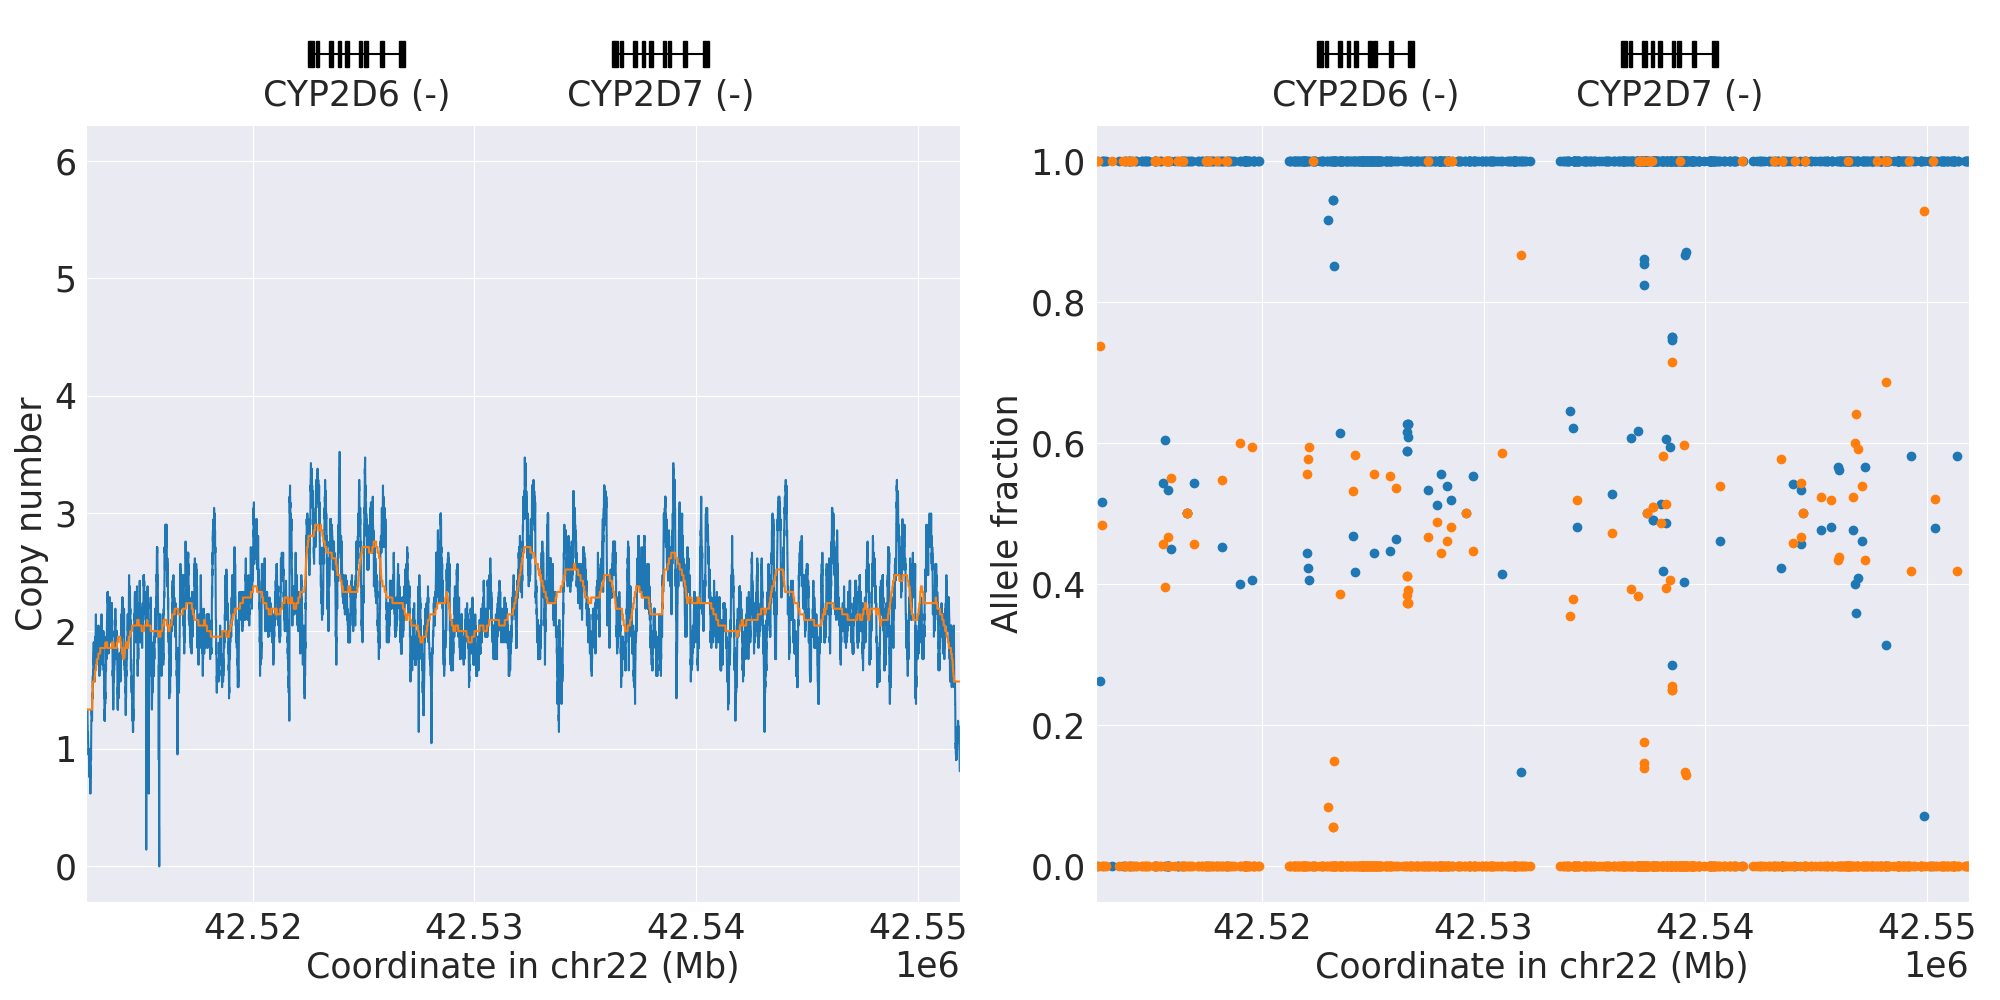 CYP2D6 (-) CYP2D7 (-)
6
5
4
3
2
1
0
Copy number
42.52 42.53 42.54 42.55
1e6
Coordinate in chr22 (Mb)
CYP2D6 (-) CYP2D7 (-)
1.0
0.8
0.6
0.4
0.2
0.0
Allele fraction
42.52 42.53 42.54 42.55
1e6
Coordinate in chr22 (Mb)